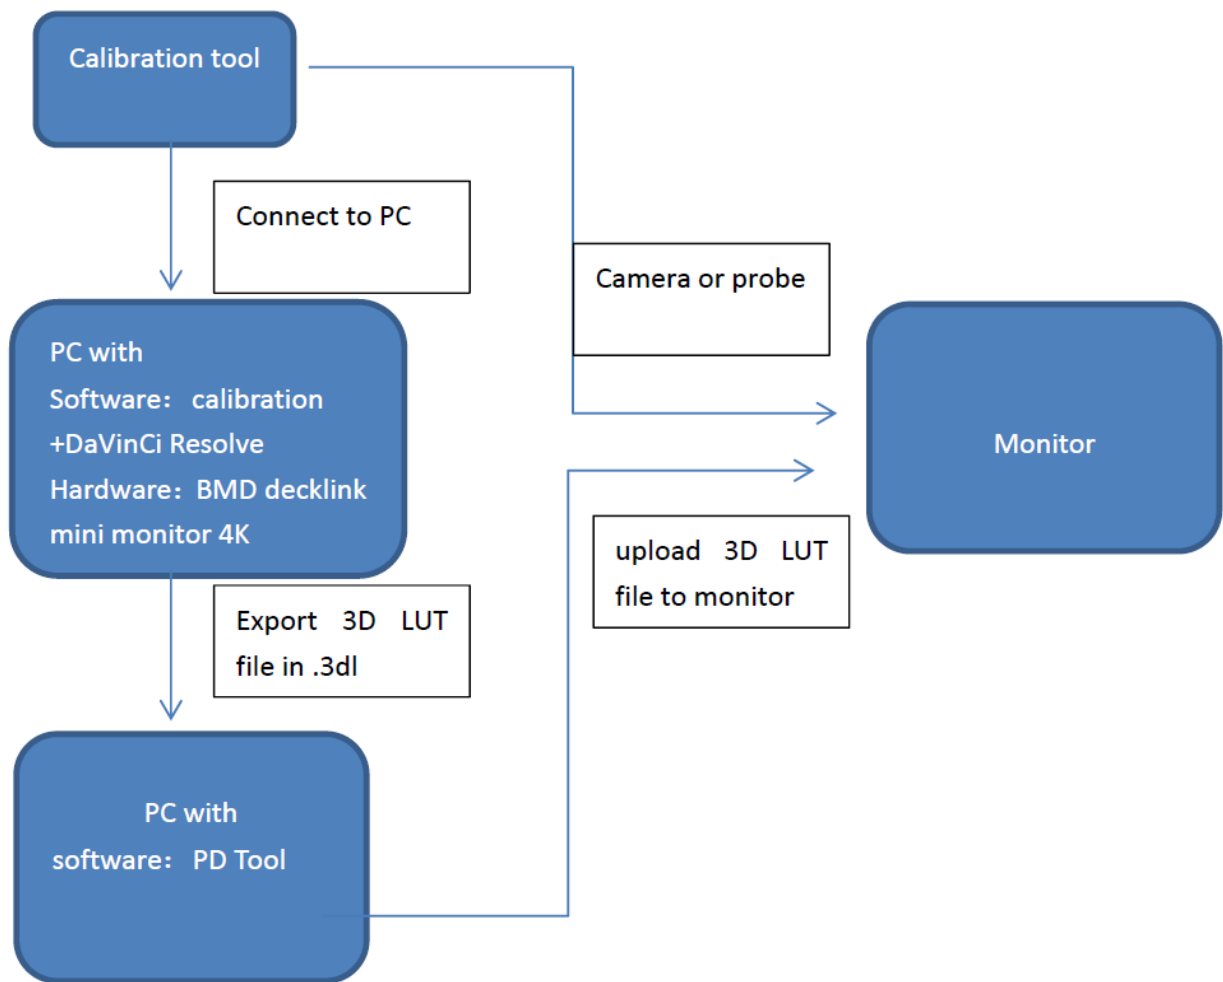 Calibration tool
Connect to PC
Camera or probe
PC with
Software： calibration
+DaVinCi Resolve
Hardware：BMD decklink
mini monitor 4K
Monitor
upload 3D LUT
file to monitor
Export 3D LUT
file in .3dl
PC with
software： PD Tool